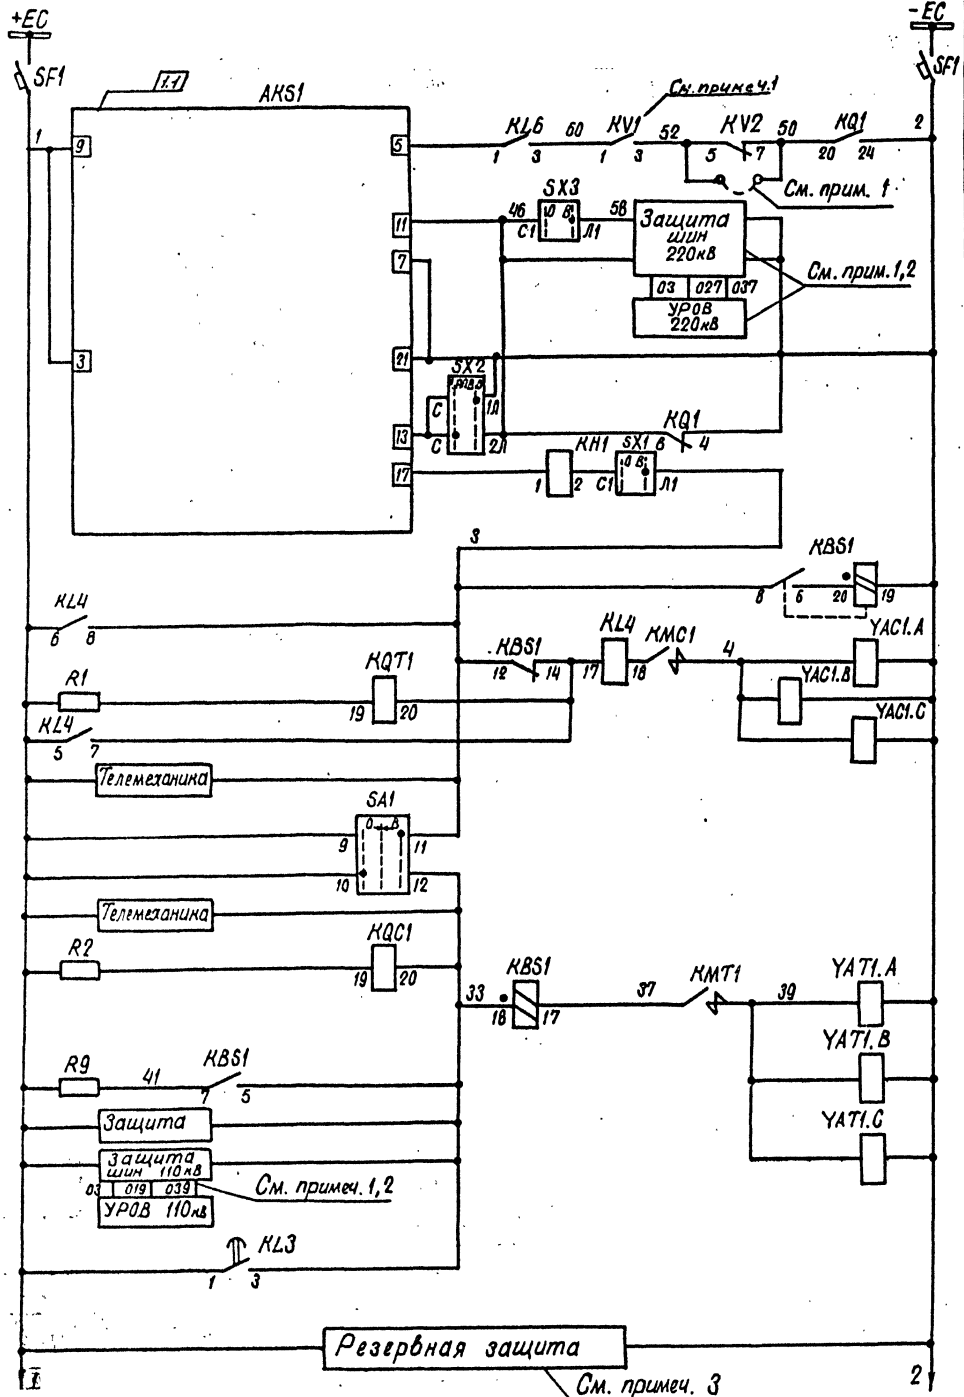 +ЕС
-ЕС
SF1
SF1
1.1
AKS1
См. примеч.1
1
9
5
KL6
60
KV1
52
KV2
50
KQ1
2
1
3
1
3
5
7
20
24
См. прим. 1
SX3
11
46
О В
58
С1
Л1
Защита
шин
220кВ
7
См. прим. 1,2
03
027
037
УРОВ
220кВ
3
21
SX2
С
1Л
13
С
2Л
KQ1
6
4
KH1
SX1
О В
17
1
2
С1
Л1
3
KBS1
8
6
20
19
KL4
6
8
KBS1
12
14
KL4
17
18
KMC1
4
YAC1.A
YAC1.B
YAC1.C
R1
KQT1
19
20
KL4
5
7
Телемеханика
SA1
О
В
9
11
10
12
Телемеханика
R2
KQC1
19
20
33
KBS1
18
17
37
KMT1
39
YAT1.A
YAT1.B
YAT1.C
R9
41
KBS1
7
5
Защита
Защита
шин 110кВ
03
019
039
См. примеч. 1,2
УРОВ 110кВ
KL3
1
3
Резервная защита
1
2
См. примеч. 3